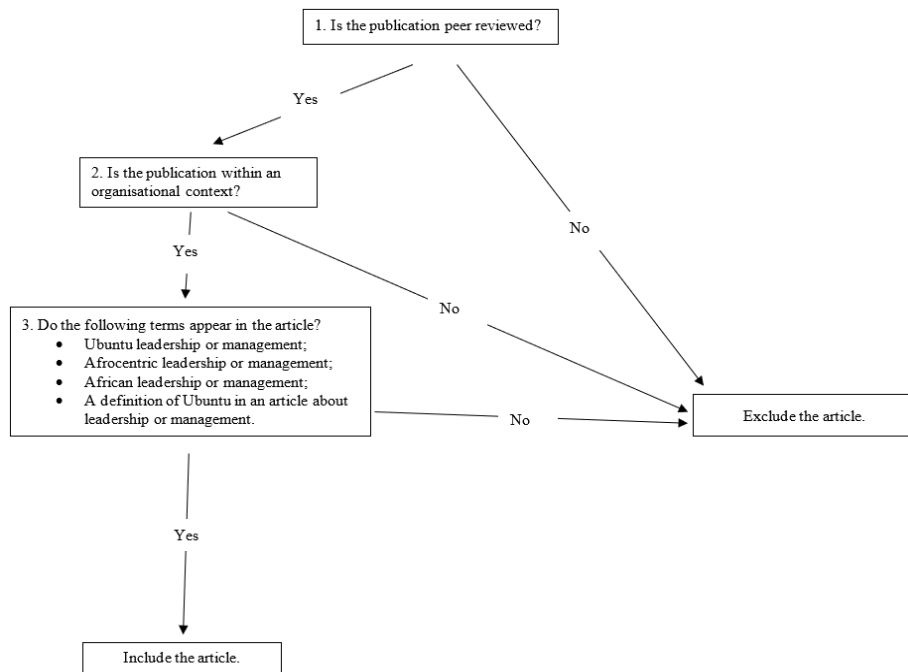 1. Is the publication peer reviewed?
Yes
2. Is the publication within an
organisational context?
No
Yes
No
3. Do the following terms appear in the article?
• Ubuntu leadership or management;
• Afrocentric leadership or management;
• African leadership or management;
• A definition of Ubuntu in an article about
leadership or management.
No
Exclude the article.
Yes
Include the article.